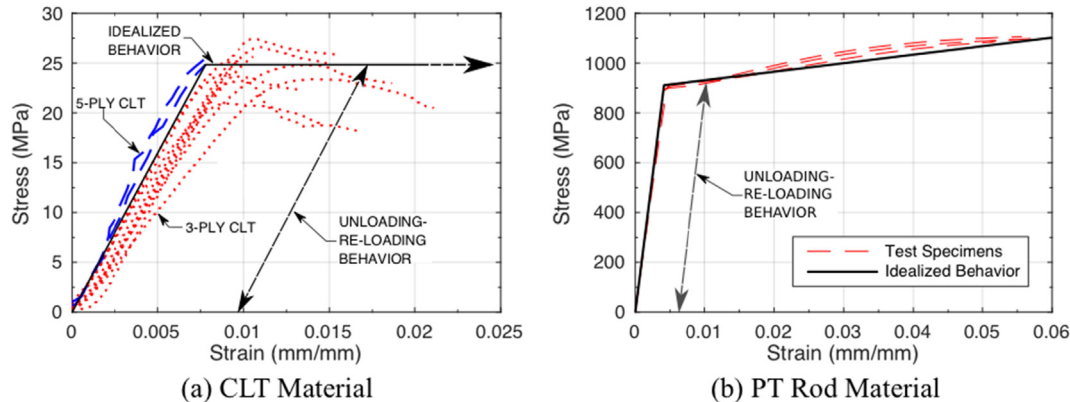 30
25
20
15
10
5
0
Stress (MPa)
IDEALIZED
BEHAVIOR
5-PLY CLT
3-PLY CLT
UNLOADING-
RE-LOADING
BEHAVIOR
0 0.005 0.01 0.015 0.02 0.025
Strain (mm/mm)
(a) CLT Material
1200
1000
800
600
400
200
0
Stress (MPa)
UNLOADING-
RE-LOADING
BEHAVIOR
Test Specimens
Idealized Behavior
0 0.01 0.02 0.03 0.04 0.05 0.06
Strain (mm/mm)
(b) PT Rod Material